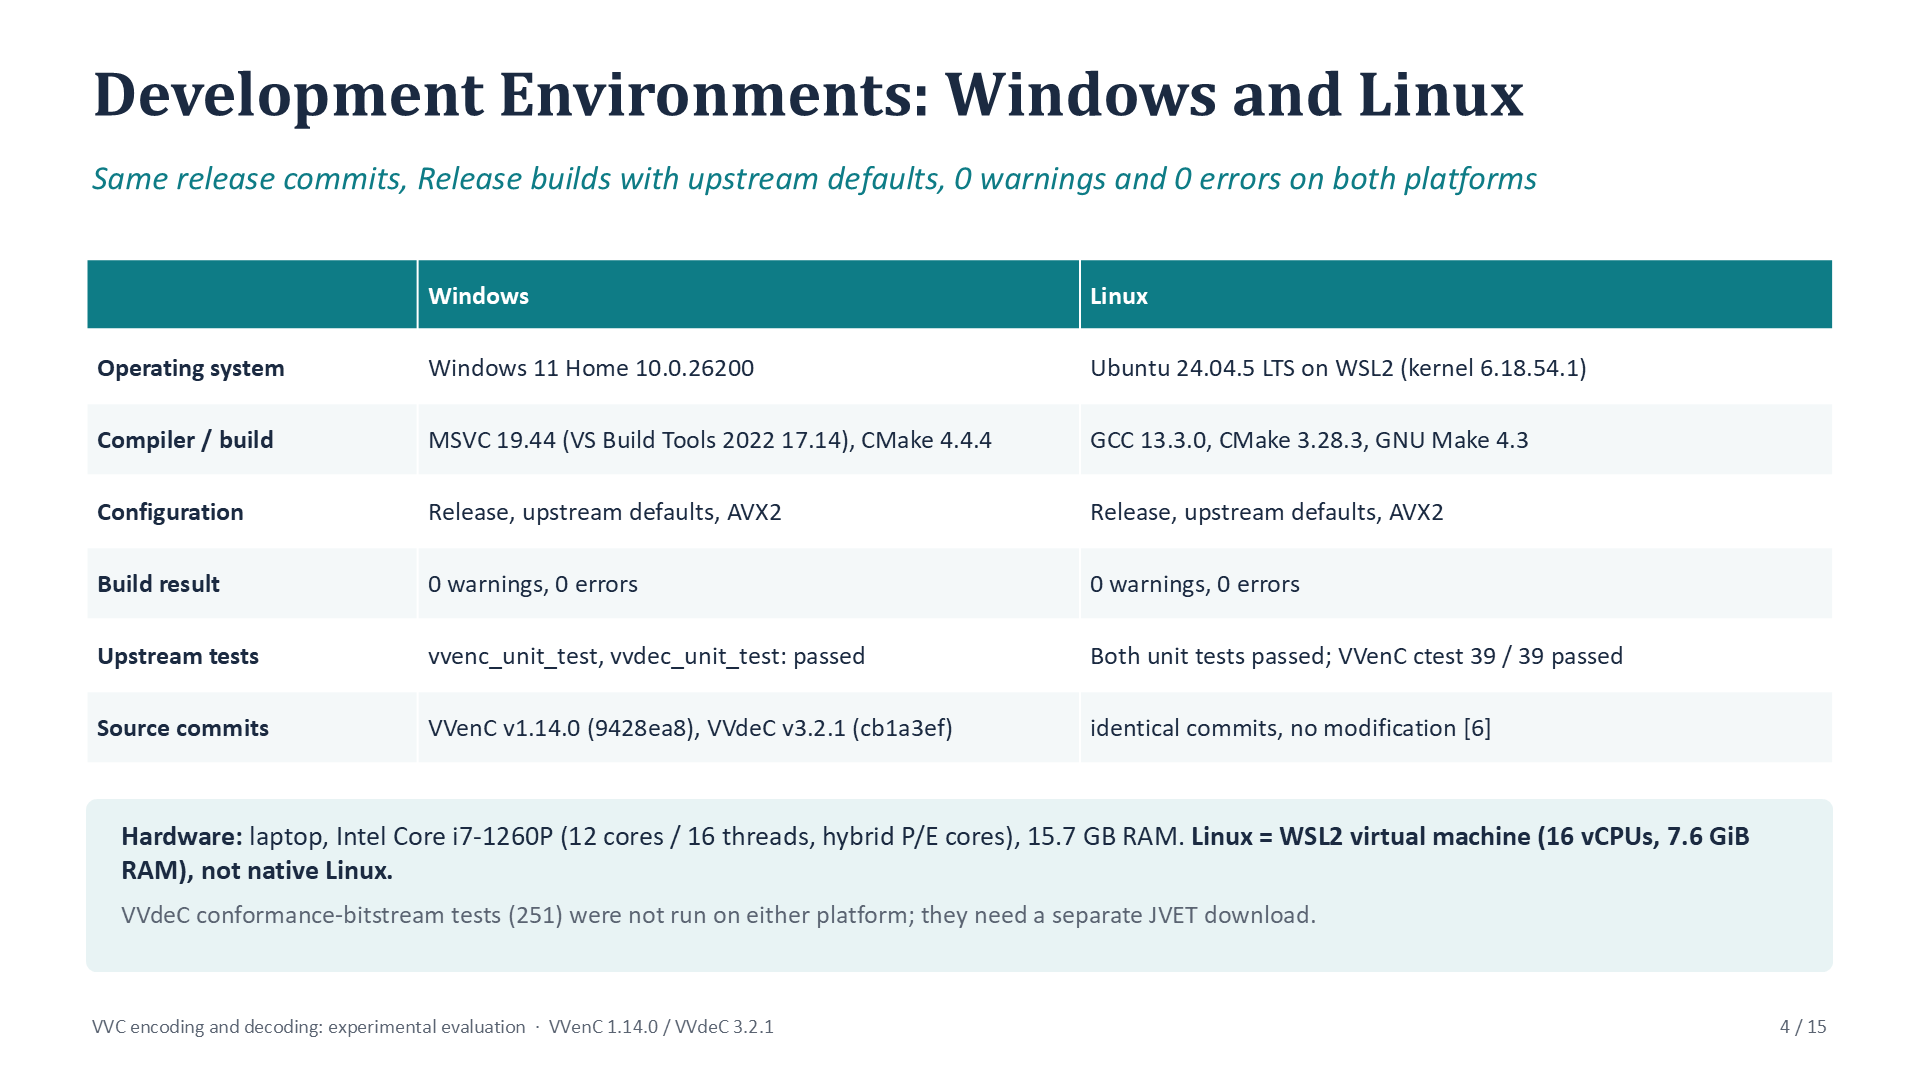 Development Environments: Windows and Linux
Same release commits, Release builds with upstream defaults, 0 warnings and 0 errors on both platforms
Windows Linux
Operating system Windows 11 Home 10.0.26200 Ubuntu 24.04.5 LTS on WSL2 (kernel 6.18.54.1)
Compiler / build MSVC 19.44 (VS Build Tools 2022 17.14), CMake 4.4.4 GCC 13.3.0, CMake 3.28.3, GNU Make 4.3
Configuration Release, upstream defaults, AVX2 Release, upstream defaults, AVX2
Build result 0 warnings, 0 errors 0 warnings, 0 errors
Upstream tests vvenc_unit_test, vvdec_unit_test: passed Both unit tests passed; VVenC ctest 39 / 39 passed
Source commits VVenC v1.14.0 (9428ea8), VVdeC v3.2.1 (cb1a3ef) identical commits, no modification [6]
Hardware: laptop, Intel Core i7-1260P (12 cores / 16 threads, hybrid P/E cores), 15.7 GB RAM. Linux = WSL2 virtual machine (16 vCPUs, 7.6 GiB
RAM), not native Linux.
VVdeC conformance-bitstream tests (251) were not run on either platform; they need a separate JVET download.
VVC encoding and decoding: experimental evaluation · VVenC 1.14.0 / VVdeC 3.2.1 4 / 15